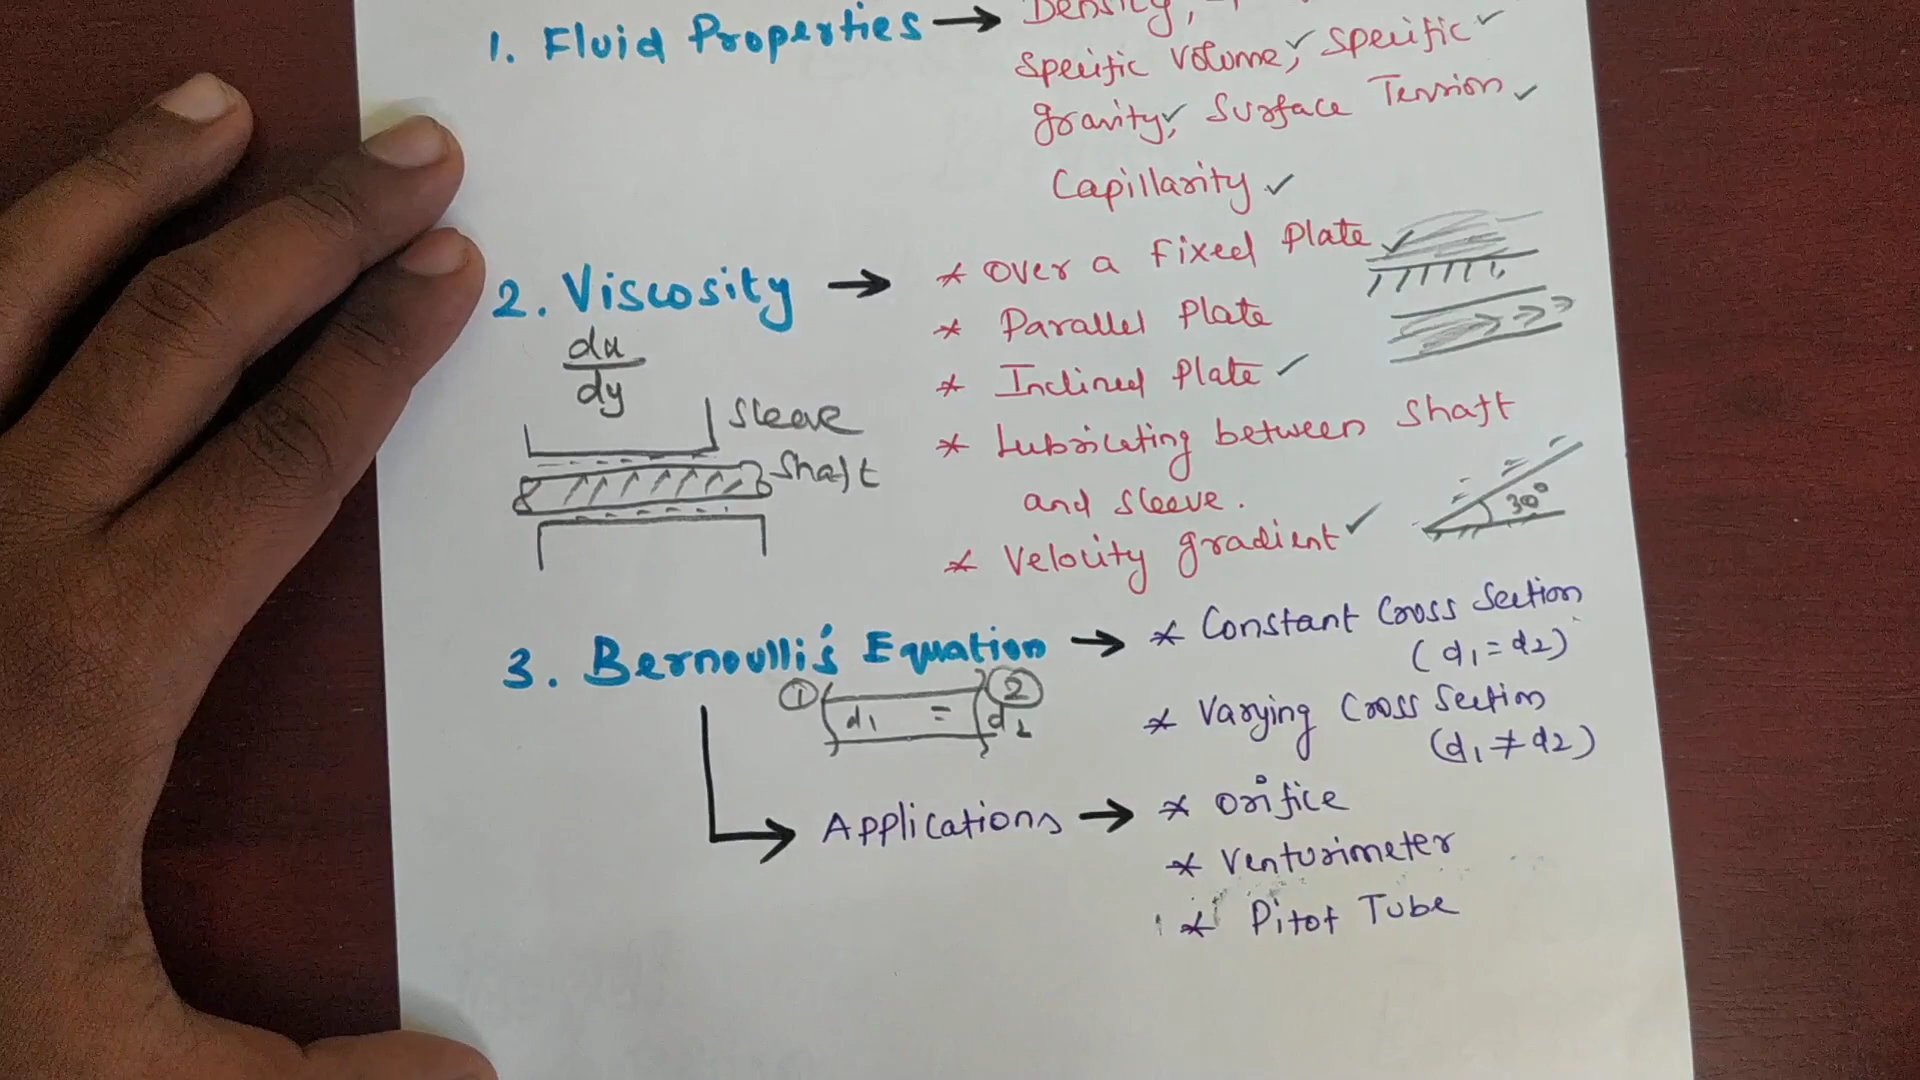 1. Fluid Properties → Density,
Specific Volume, ✓ Specific ✓
gravity, ✓ Surface Tension ✓
Capillarity ✓
2. Viscosity → * Over a Fixed Plate ✓
* Parallel Plate
* Inclined Plate ✓
* Lubricating between Shaft
and Sleeve.
* Velocity gradient ✓
du
dy
Sleeve
Shaft
30°
3. Bernoulli's Equation → * Constant Cross Section
(d1 = d2)
* Varying Cross Section
(d1 ≠ d2)
① ②
d1 = d2
Applications → * Orifice
* Venturimeter
* Pitot Tube